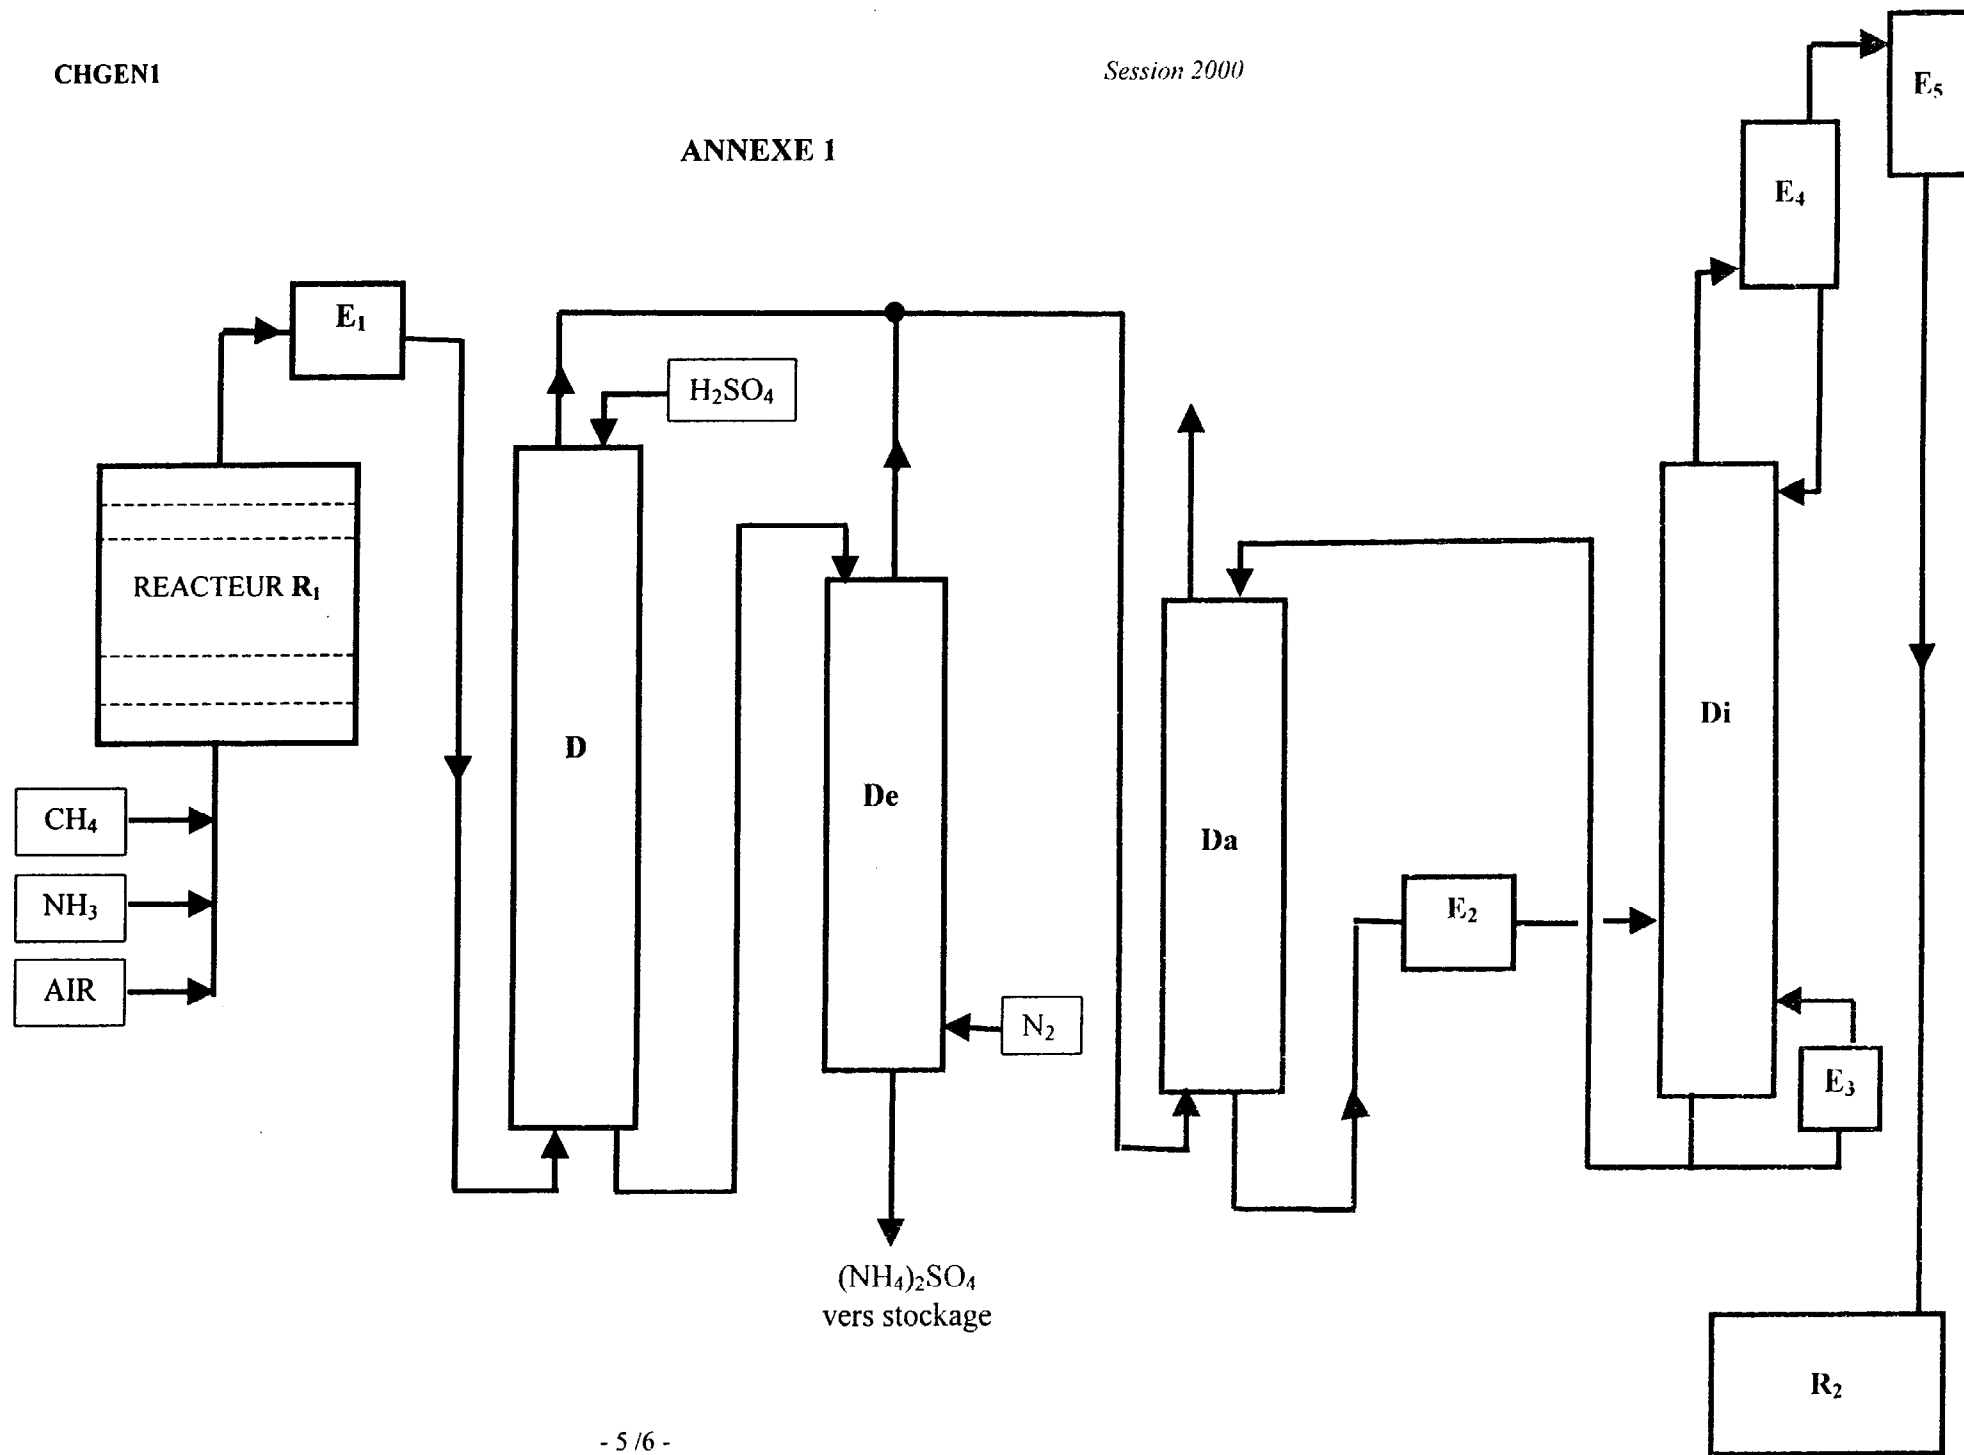 CHGEN1
Session 2000
ANNEXE 1
E₅
E₄
E₁
H₂SO₄
REACTEUR R₁
D
De
Da
Di
CH₄
NH₃
AIR
N₂
E₂
E₃
(NH₄)₂SO₄
vers stockage
R₂
- 5 /6 -